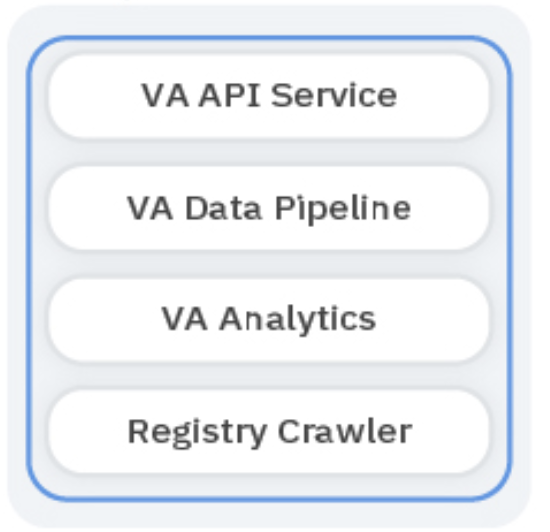 VA API Service
VA Data Pipeline
VA Analytics
Registry Crawler